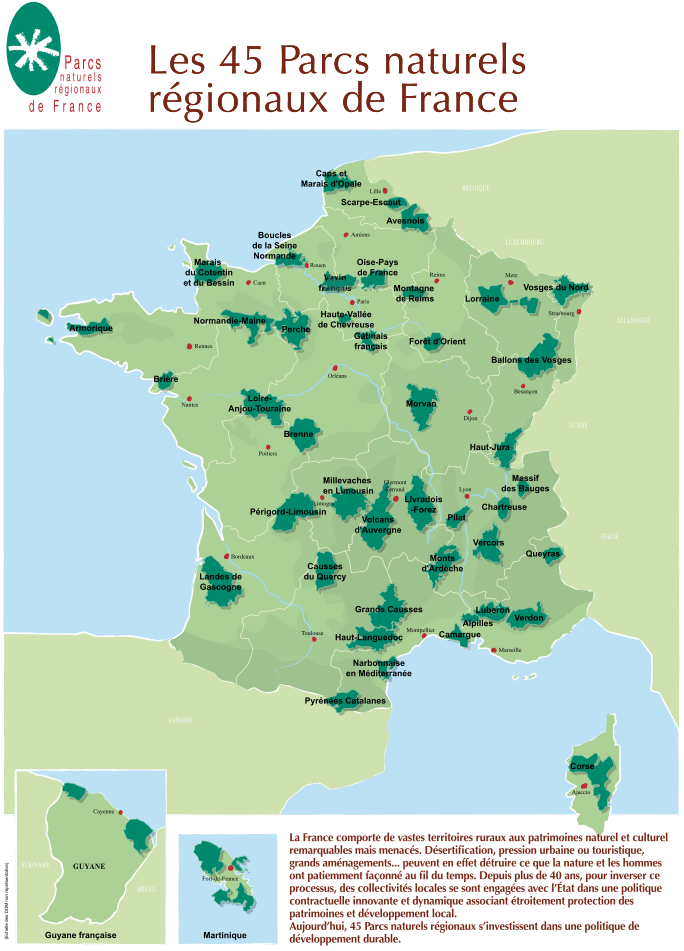 Parcs
naturels
régionaux
de France
Les 45 Parcs naturels
régionaux de France
Caps et
Marais d'Opale
Lille
BELGIQUE
Scarpe-Escaut
Avesnois
Amiens
LUXEMBOURG
Boucles
de la Seine
Normande
Rouen
Marais
du Cotentin
et du Bessin
Caen
Vexin
français
Oise-Pays
de France
Reims
Montagne
de Reims
Metz
Lorraine
Vosges du Nord
Strasbourg
ALLEMAGNE
Paris
Armorique
Normandie-Maine
Perche
Haute-Vallée
de Chevreuse
Gâtinais
français
Forêt d'Orient
Rennes
Ballons des Vosges
Orléans
Brière
Nantes
Loire-
Anjou-Touraine
Morvan
Besançon
Dijon
SUISSE
Brenne
Poitiers
Haut-Jura
Millevaches
en Limousin
Limoges
Clermont
Ferrand
Livradois
-Forez
Lyon
Massif
des Bauges
Chartreuse
Périgord-Limousin
Volcans
d'Auvergne
Pilat
ITALIE
Vercors
Queyras
Bordeaux
Landes de
Gascogne
Causses
du Quercy
Monts
d'Ardèche
Grands Causses
Luberon
Verdon
Alpilles
Toulouse
Haut-Languedoc
Montpellier
Camargue
Marseille
Narbonnaise
en Méditerranée
Pyrénées Catalanes
ESPAGNE
Corse
Ajaccio
Cayenne
SURINAME
GUYANE
BRÉSIL
Guyane française
Fort-de-France
Martinique
(Echelle des DOM non représentative)
La France comporte de vastes territoires ruraux aux patrimoines naturel et culturel
remarquables mais menacés. Désertification, pression urbaine ou touristique,
grands aménagements... peuvent en effet détruire ce que la nature et les hommes
ont patiemment façonné au fil du temps. Depuis plus de 40 ans, pour inverser ce
processus, des collectivités locales se sont engagées avec l'État dans une politique
contractuelle innovante et dynamique associant étroitement protection des
patrimoines et développement local.
Aujourd'hui, 45 Parcs naturels régionaux s'investissent dans une politique de
développement durable.